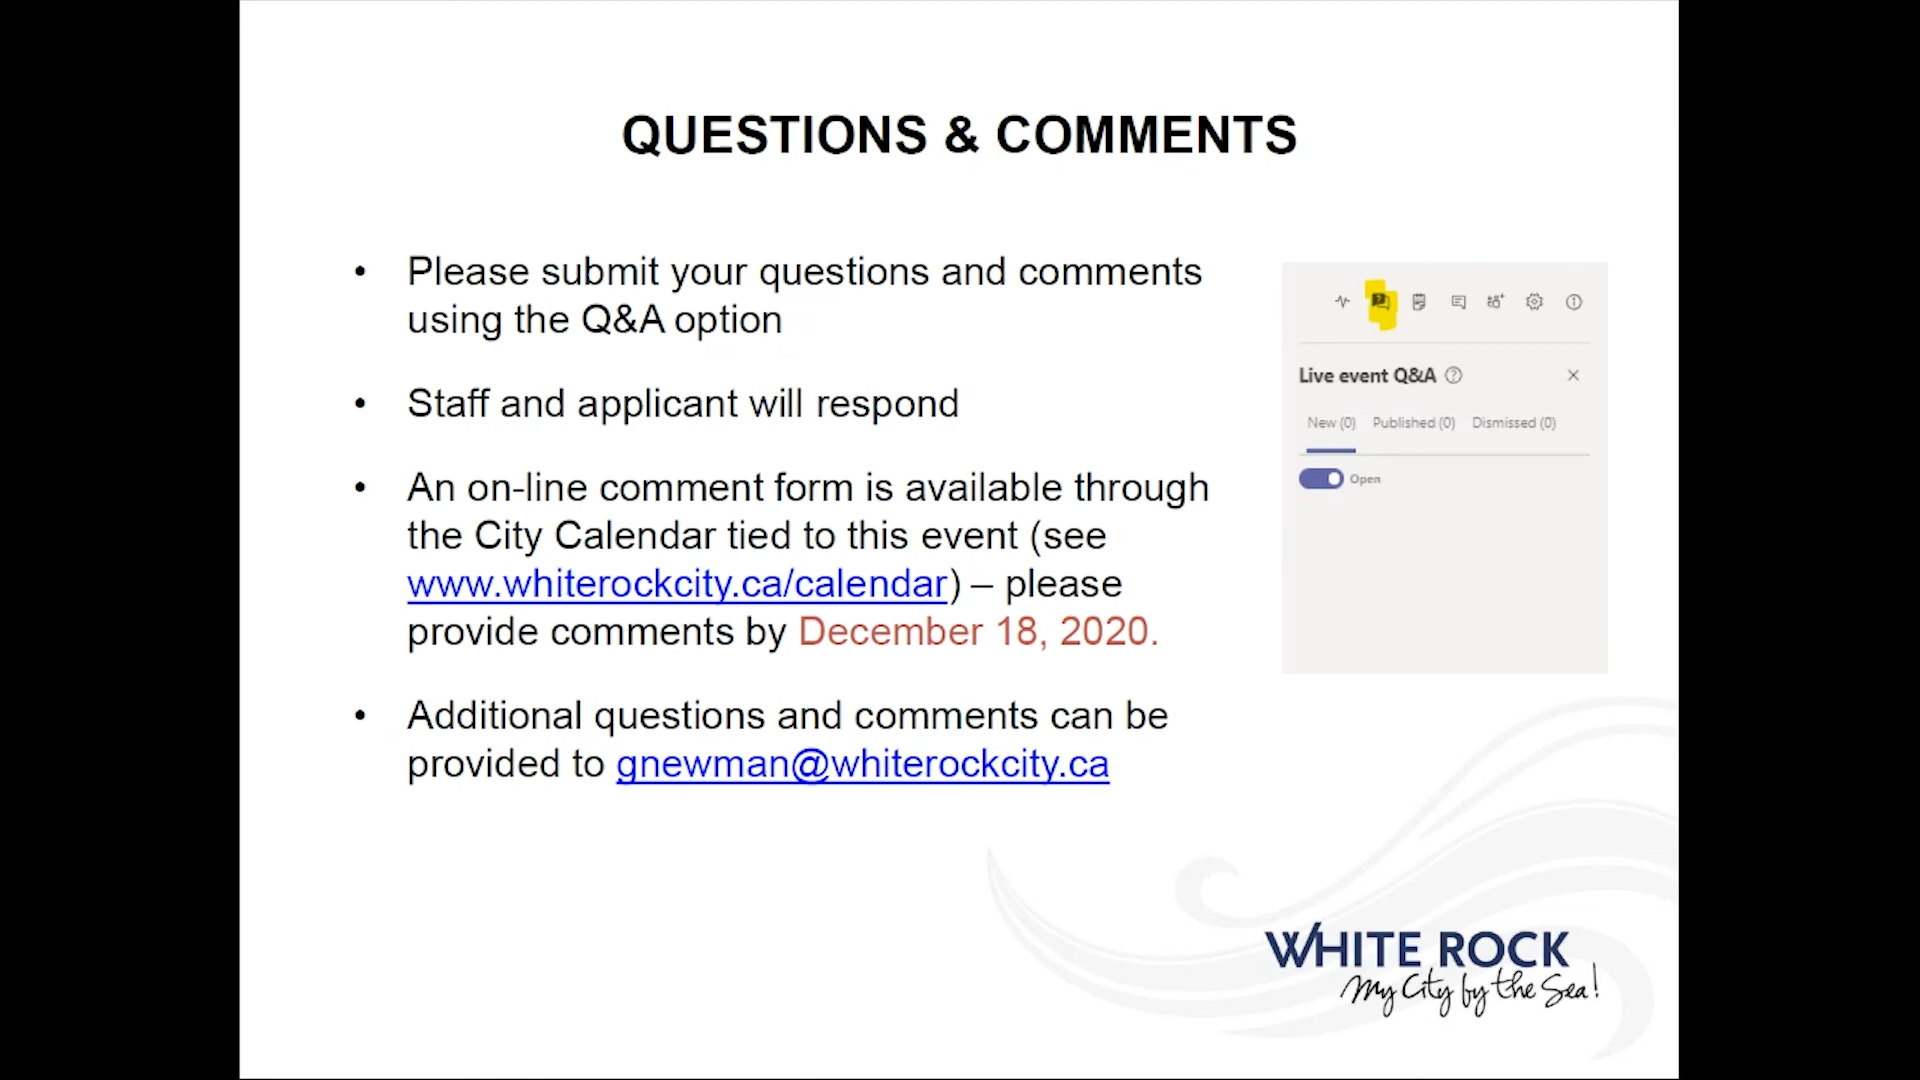 QUESTIONS & COMMENTS
• Please submit your questions and comments
using the Q&A option
• Staff and applicant will respond
• An on-line comment form is available through
the City Calendar tied to this event (see
www.whiterockcity.ca/calendar) – please
provide comments by December 18, 2020.
• Additional questions and comments can be
provided to gnewman@whiterockcity.ca
Live event Q&A
New (0) Published (0) Dismissed (0)
Open
WHITE ROCK
My City by the Sea!